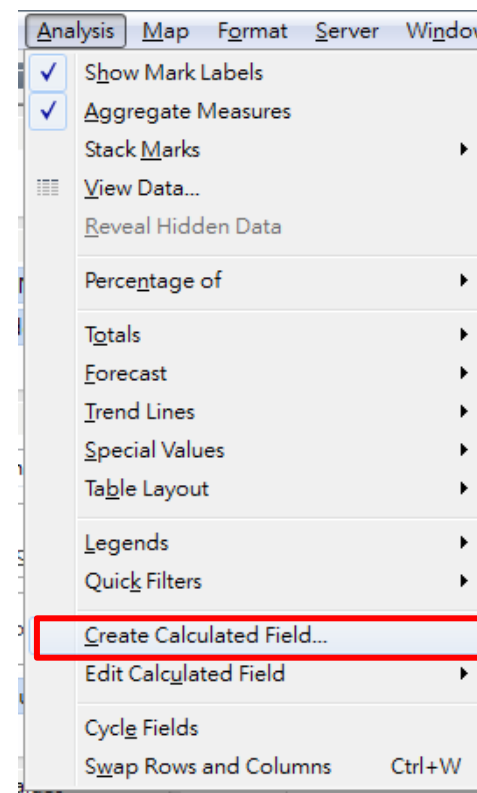 Analysis Map Format Server
Show Mark Labels
Aggregate Measures
Stack Marks
View Data...
Reveal Hidden Data
Percentage of
Totals
Forecast
Trend Lines
Special Values
Table Layout
Legends
Quick Filters
Create Calculated Field...
Edit Calculated Field
Cycle Fields
Swap Rows and Columns Ctrl+W